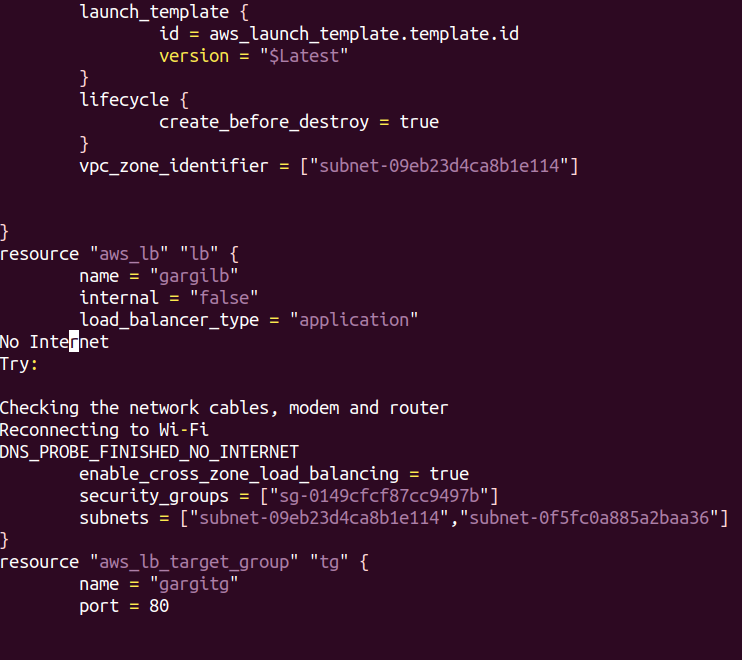 launch_template {
id = aws_launch_template.template.id
version = "$Latest"
}
lifecycle {
create_before_destroy = true
}
vpc_zone_identifier = ["subnet-09eb23d4ca8b1e114"]
}
resource "aws_lb" "lb" {
name = "gargilb"
internal = "false"
load_balancer_type = "application"
No Internet
Try:
Checking the network cables, modem and router
Reconnecting to Wi-Fi
DNS_PROBE_FINISHED_NO_INTERNET
enable_cross_zone_load_balancing = true
security_groups = ["sg-0149cfcf87cc9497b"]
subnets = ["subnet-09eb23d4ca8b1e114","subnet-0f5fc0a885a2baa36"]
}
resource "aws_lb_target_group" "tg" {
name = "gargitg"
port = 80